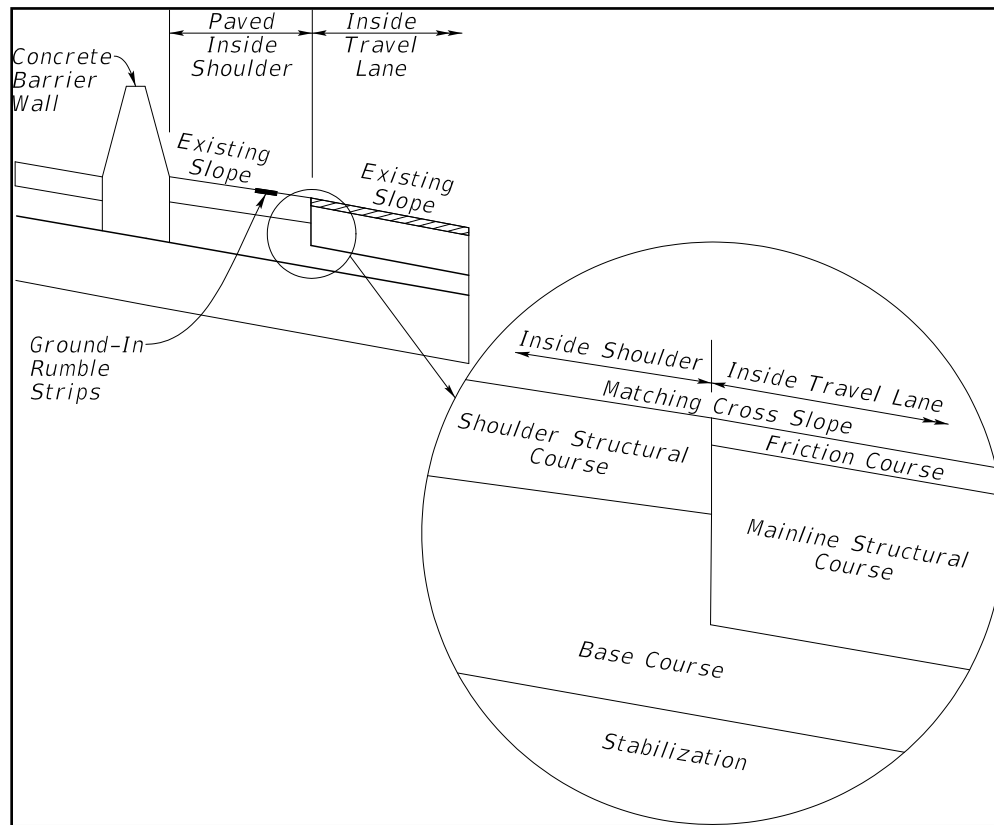 Paved
Inside
Shoulder
Inside
Travel
Lane
Concrete
Barrier
Wall
Existing
Slope
Existing
Slope
Ground-In
Rumble
Strips
Inside Shoulder
Inside Travel Lane
Matching Cross Slope
Shoulder Structural
Course
Friction Course
Mainline Structural
Course
Base Course
Stabilization